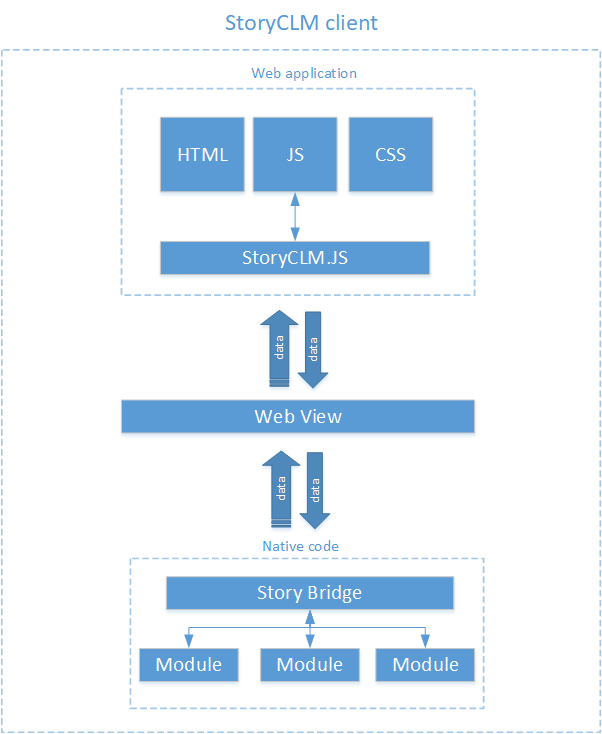 StoryCLM client
Web application
HTML
JS
CSS
StoryCLM.JS
data
data
Web View
data
data
Native code
Story Bridge
Module
Module
Module